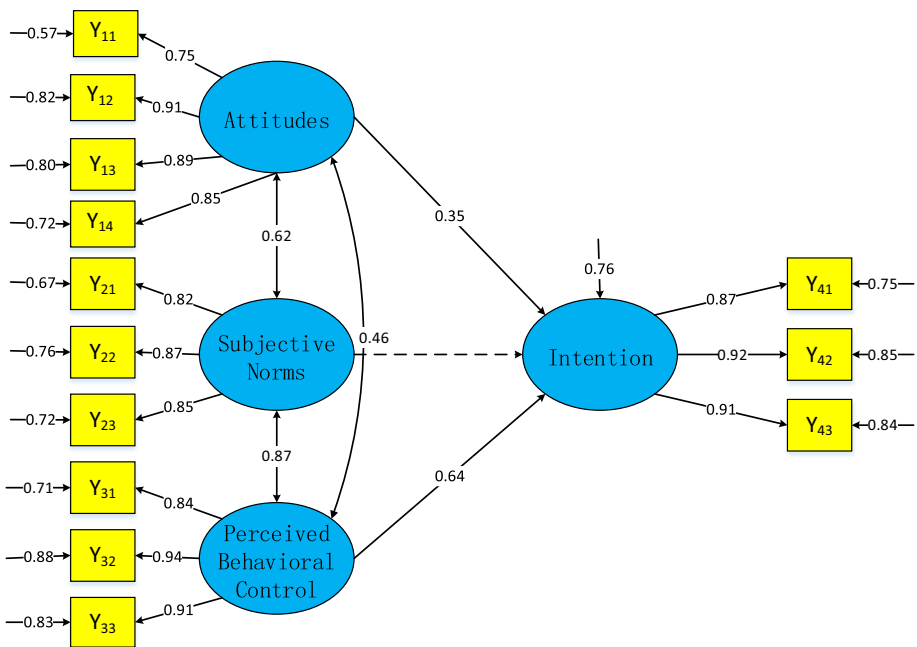 0.57
Y11
0.75
0.82
Y12
0.91
Attitudes
0.80
Y13
0.89
0.72
Y14
0.85
0.35
0.62
0.76
0.67
Y21
0.82
0.87
Y41
0.75
0.76
Y22
0.87
Subjective
Norms
0.46
Intention
0.92
Y42
0.85
0.72
Y23
0.85
0.91
Y43
0.84
0.87
0.64
0.71
Y31
0.84
0.88
Y32
0.94
Perceived
Behavioral
Control
0.83
Y33
0.91